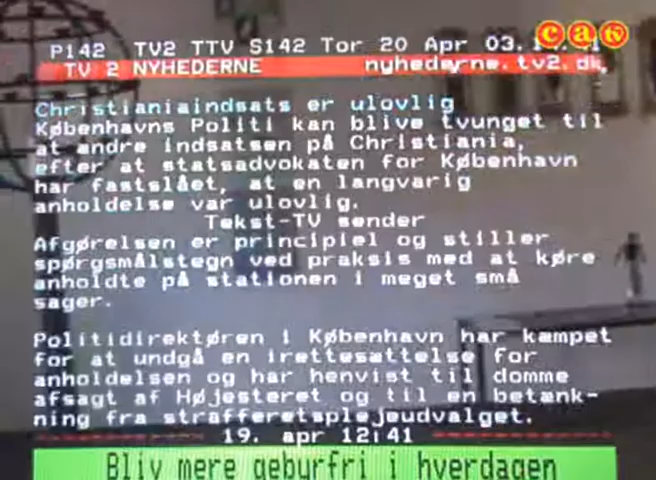 catv
P142 TV2 TTV S142 Tor 20 Apr 03.
TV 2 NYHEDERNE nyhederne.tv2.dk
Christianiaindsats er ulovlig
Københavns Politi kan blive tvunget til
at andre indsatsen på Christiania,
efter at statsadvokaten for København
har fastslået, at en langvarig
anholdelse var ulovlig.
Tekst-TV sender
Afgørelsen er principiel og stiller
spørgsmålstegn ved praksis med at køre
anholdte på stationen i meget små
sager.
Politidirektøren i København har kæmpet
for at undgå en irettesættelse for
anholdelsen og har henvist til domme
afsagt af Højesteret og til en betænk-
ning fra strafferetsplejeudvalget.
19. apr 12:41
Bliv mere gebyrfri i hverdagen